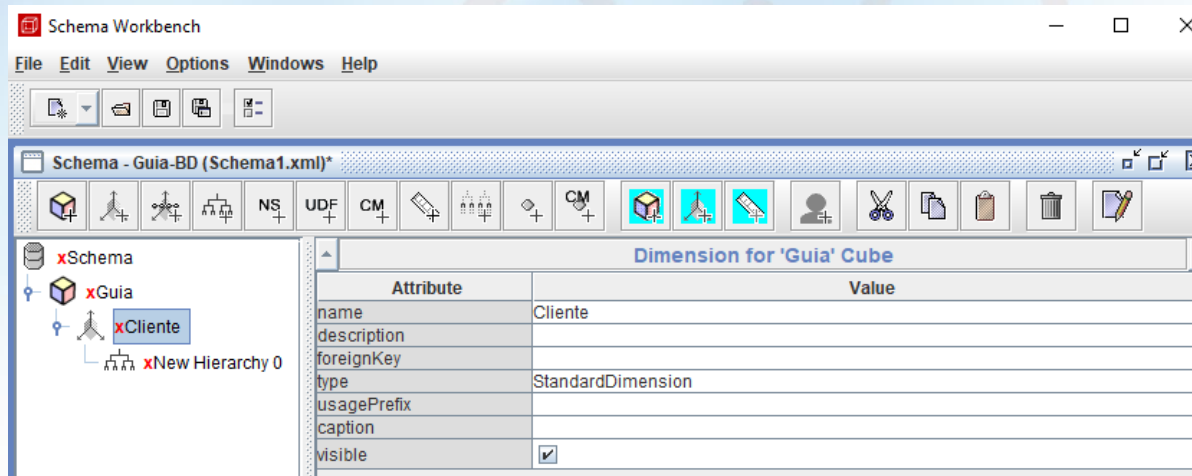 Schema Workbench
File Edit View Options Windows Help
Schema - Guia-BD (Schema1.xml)*
NS UDF CM CM
xSchema
xGuia
xCliente
xNew Hierarchy 0
Dimension for 'Guia' Cube
Attribute Value
name Cliente
description
foreignKey
type StandardDimension
usagePrefix
caption
visible